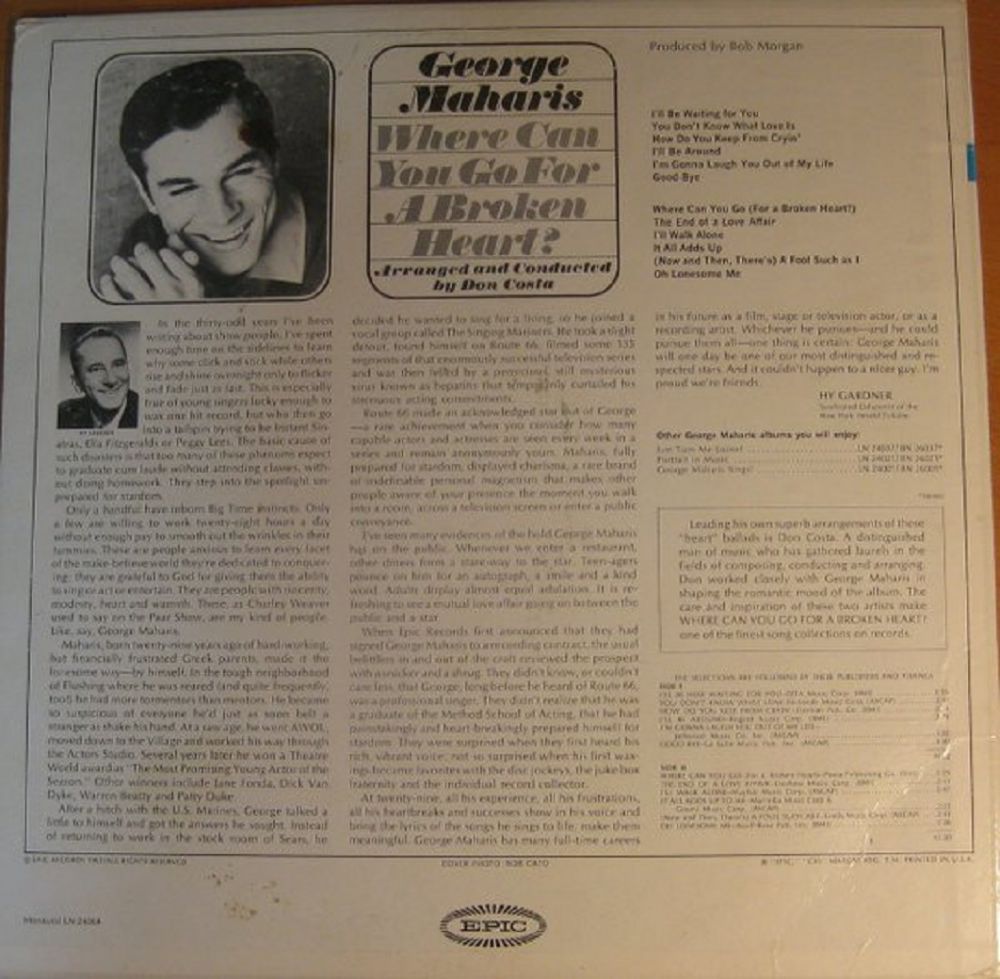 George
Maharis
Where Can
You Go For
A Broken
Heart?
Arranged and Conducted
by Don Costa
Produced by Bob Morgan
I'll Be Waiting for You
You Don't Know What Love Is
How Do You Keep From Cryin'
I'll Be Around
I'm Gonna Laugh You Out of My Life
Good-Bye
Where Can You Go (For a Broken Heart?)
The End of a Love Affair
I'll Walk Alone
It All Adds Up
(Now and Then, There's) A Fool Such as I
Oh Lonesome Me
In the thirty-odd years I've been
writing about show people, I've spent
enough time on the sidelines to learn
why some click and stick while others
rise and shine overnight only to flicker
and fade just as fast. This is especially
true of young singers lucky enough to
wax one hit record, but who then go
into a tailspin trying to be instant Sin-
atras, Ella Fitzgeralds or Peggy Lees. The basic cause of
such disasters is that too many of these phenoms expect
to graduate cum laude without attending classes, with-
out doing homework. They step into the spotlight un-
prepared for stardom.
Only a handful have inborn Big Time instincts. Only
a few are willing to work twenty-eight hours a day
without enough pay to smooth out the wrinkles in their
tummies. These are people anxious to learn every facet
of the make-believe world they're dedicated to conquer-
ing; they are grateful to God for giving them the ability
to sing or act or entertain. They are people with sincerity,
modesty, heart and warmth. These, as Charley Weaver
used to say on the Paar Show, are my kind of people.
Like, say, George Maharis.
Maharis, born twenty-nine years ago of hard-working,
but financially frustrated Greek parents, made it the
lonesome way—by himself. In the tough neighborhood
of Flushing where he was reared (and quite frequently,
too) he had more tormentors than mentors. He became
so suspicious of everyone he'd just as soon belt a
stranger as shake his hand. At a raw age, he went AWOL,
moved down to the Village and worked his way through
the Actors Studio. Several years later he won a Theatre
World award as "The Most Promising Young Actor of the
Season." Other winners include Jane Fonda, Dick Van
Dyke, Warren Beatty and Patty Duke.
After a hitch with the U.S. Marines, George talked a
little to himself and got the answers he sought. Instead
of returning to work in the stock room of Sears, he
decided he wanted to sing for a living, so he joined a
vocal group called The Singing Mariners. He took a slight
detour, found himself on Route 66, filmed some 135
segments of that enormously successful television series
and was then felled by a pernicious, still mysterious
virus known as hepatitis that temporarily curtailed his
strenuous acting commitments.
Route 66 made an acknowledged star out of George
—a rare achievement when you consider how many
capable actors and actresses are seen every week in a
series and remain anonymously yours. Maharis, fully
prepared for stardom, displayed charisma, a rare brand
of indefinable personal magnetism that makes other
people aware of your presence the moment you walk
into a room, across a television screen or enter a public
conveyance.
I've seen many evidences of the hold George Maharis
has on the public. Whenever we enter a restaurant,
other diners form a stare-way to the star. Teen-agers
pounce on him for an autograph, a smile and a kind
word. Adults display almost equal adulation. It is re-
freshing to see a mutual love affair going on between the
public and a star.
When Epic Records first announced that they had
signed George Maharis to a recording contract, the usual
belittlers in and out of the craft reviewed the prospect
with a snicker and a shrug. They didn't know, or couldn't
care less, that George, long before he heard of Route 66,
was a professional singer. They didn't realize that he was
a graduate of the Method School of Acting, that he had
painstakingly and heart-breakingly prepared himself for
stardom. They were surprised when they first heard his
rich, vibrant voice; not so surprised when his first wax-
ings became favorites with the disc jockeys, the juke box
fraternity and the individual record collector.
At twenty-nine, all his experience, all his frustrations,
all his heartbreaks and successes show in his voice and
bring the lyrics of the songs he sings to life, make them
meaningful. George Maharis has many full-time careers
in his future as a film, stage or television actor, or as a
recording artist. Whichever he pursues—and he could
pursue them all—one thing is certain: George Maharis
will one day be one of our most distinguished and re-
spected stars. And it couldn't happen to a nicer guy. I'm
proud we're friends.
HY GARDNER
Syndicated Columnist of the
New York Herald Tribune
Other George Maharis albums you will enjoy:
Just Turn Me Loose!
Portrait in Music
George Maharis Sings!
Leading his own superb arrangements of these
"heart" ballads is Don Costa. A distinguished
man of music who has gathered laurels in the
fields of composing, conducting and arranging,
Don worked closely with George Maharis in
shaping the romantic mood of the album. The
care and inspiration of these two artists make
WHERE CAN YOU GO FOR A BROKEN HEART?
one of the finest song collections on records.
THE SELECTIONS ARE FOLLOWED BY THEIR PUBLISHERS AND TIMINGS
SIDE I
SIDE II
COVER PHOTO: BOB CATO
PRINTED IN U.S.A.
EPIC